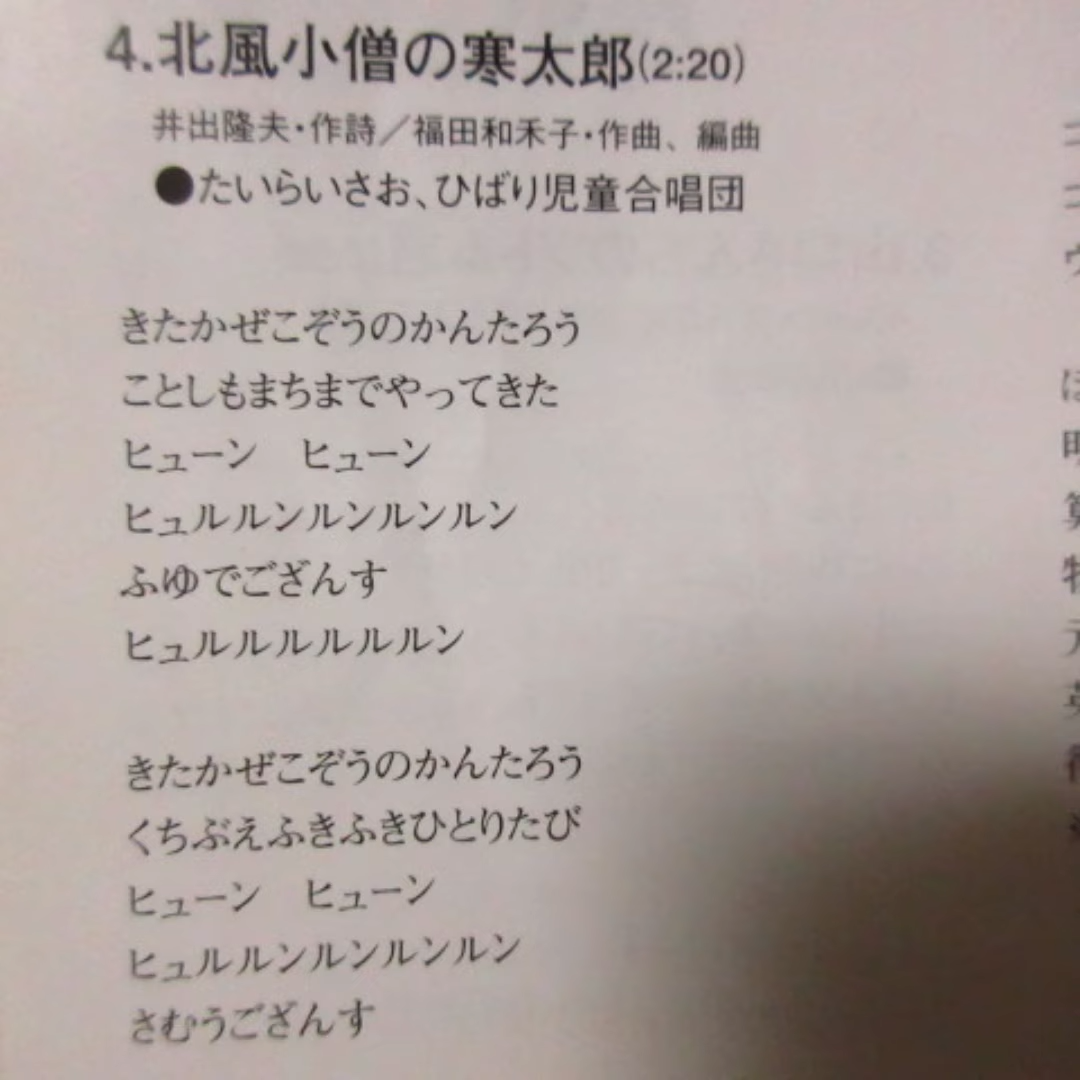 4.北風小僧の寒太郎(2:20)
井出隆夫・作詩／福田和禾子・作曲、編曲
●たいらいさお、ひばり児童合唱団
きたかぜこぞうのかんたろう
ことしもまちまでやってきた
ヒューン　ヒューン
ヒュルルンルンルンルン
ふゆでござんす
ヒュルルルルルルン
きたかぜこぞうのかんたろう
くちぶえふきふきひとりたび
ヒューン　ヒューン
ヒュルルンルンルンルン
さむうござんす